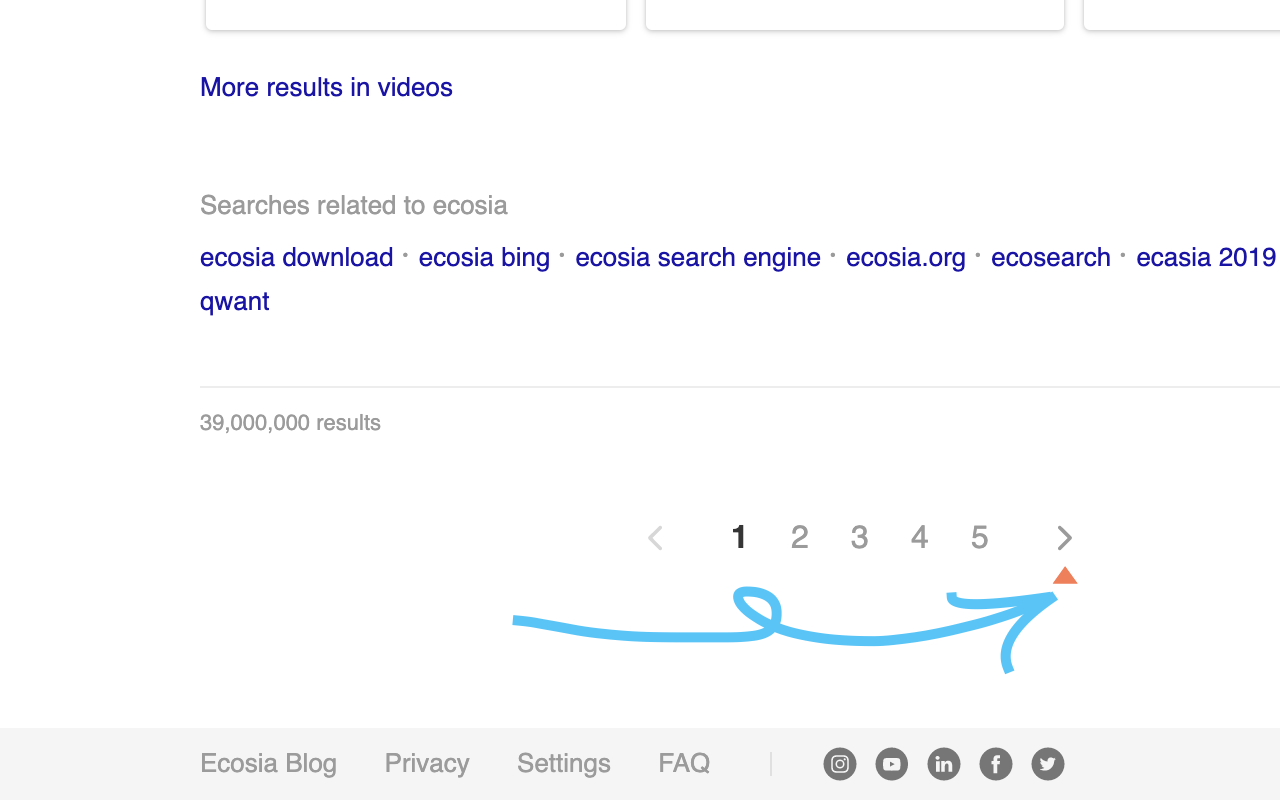 More results in videos
Searches related to ecosia
ecosia download · ecosia bing · ecosia search engine · ecosia.org · ecosearch · ecasia 2019
qwant
39,000,000 results
1 2 3 4 5
Ecosia Blog Privacy Settings FAQ